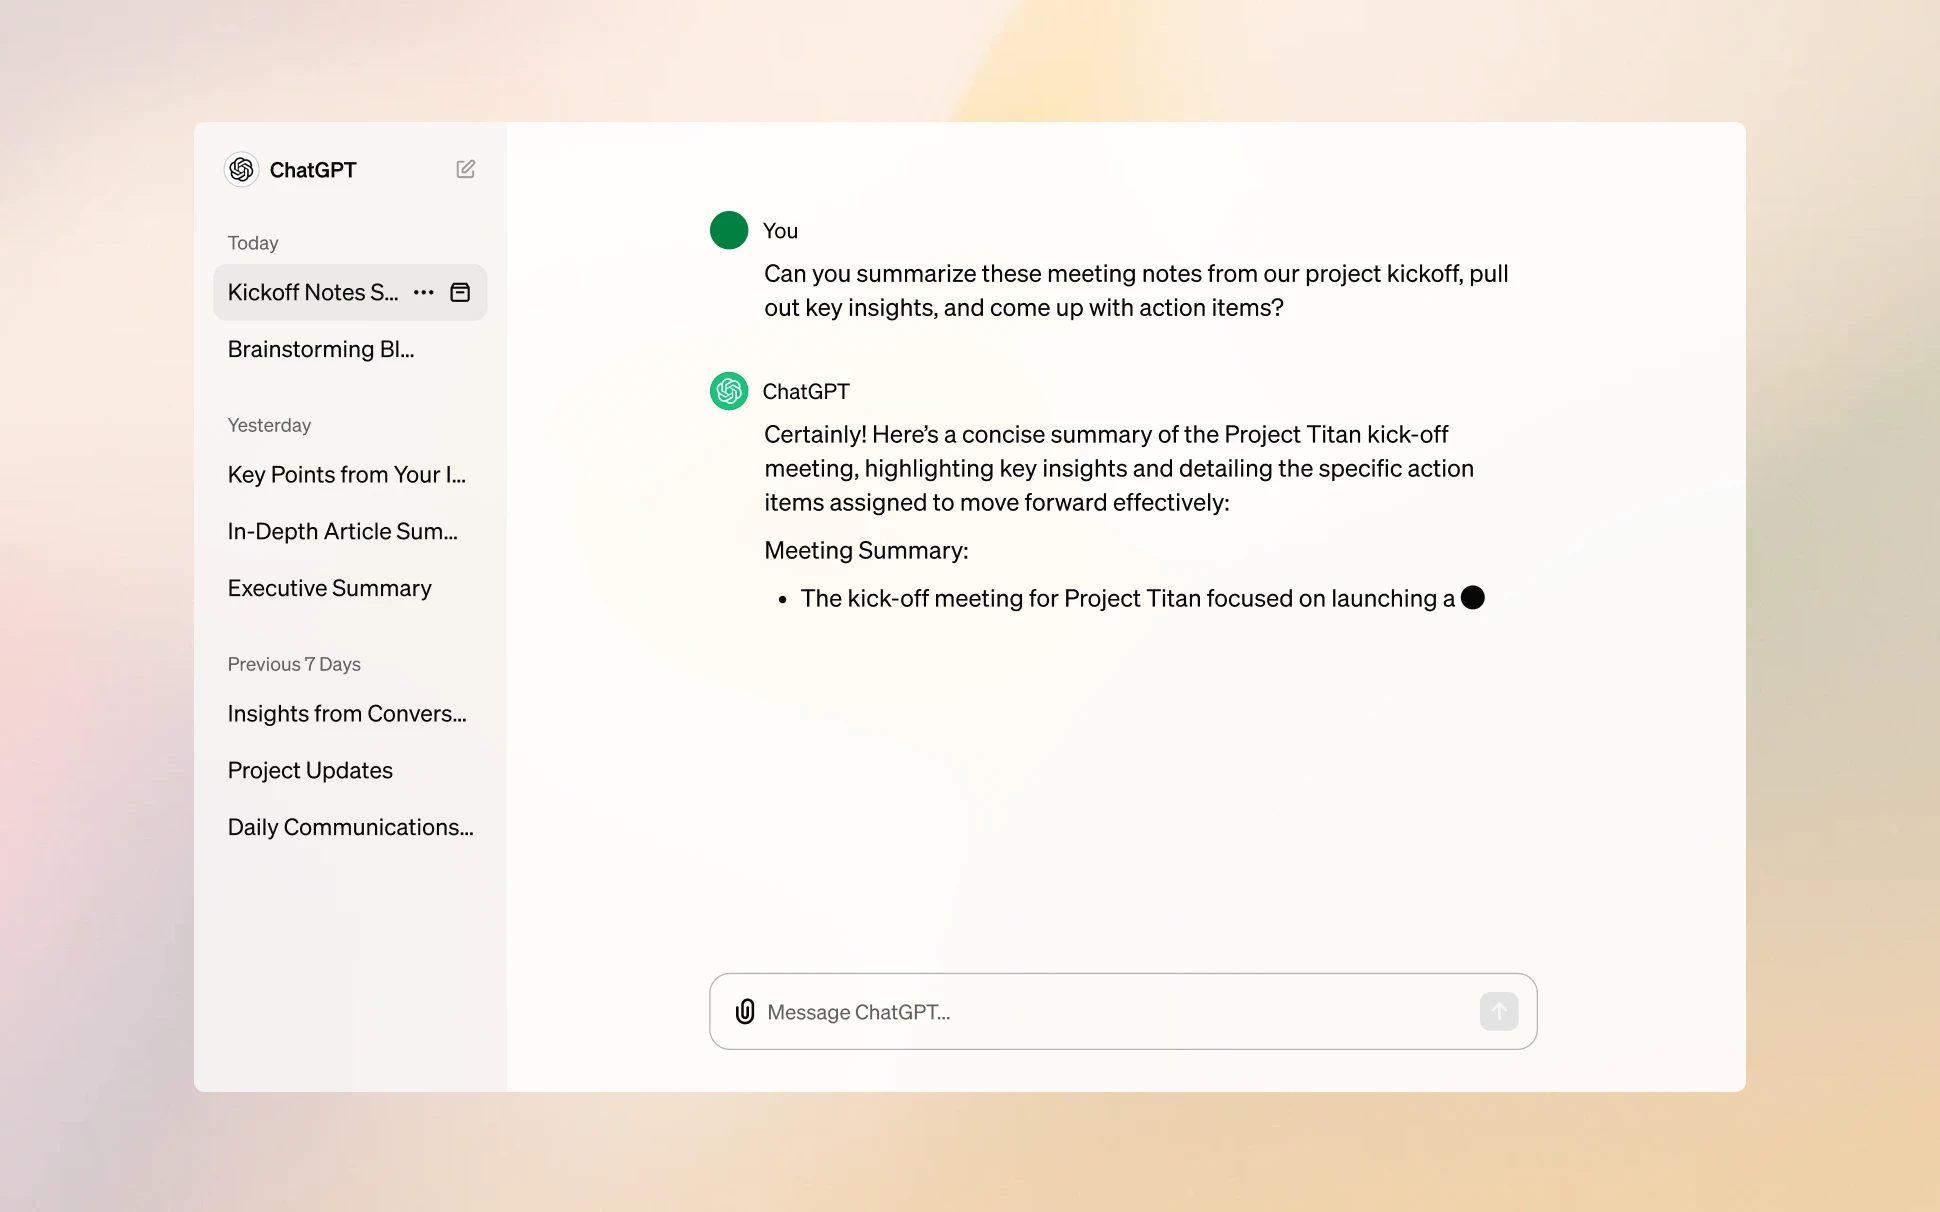 ChatGPT
Today
Kickoff Notes S...
Brainstorming Bl...
Yesterday
Key Points from Your I...
In-Depth Article Sum...
Executive Summary
Previous 7 Days
Insights from Convers...
Project Updates
Daily Communications...
You
Can you summarize these meeting notes from our project kickoff, pull
out key insights, and come up with action items?
ChatGPT
Certainly! Here’s a concise summary of the Project Titan kick-off
meeting, highlighting key insights and detailing the specific action
items assigned to move forward effectively:
Meeting Summary:
• The kick-off meeting for Project Titan focused on launching a
Message ChatGPT...